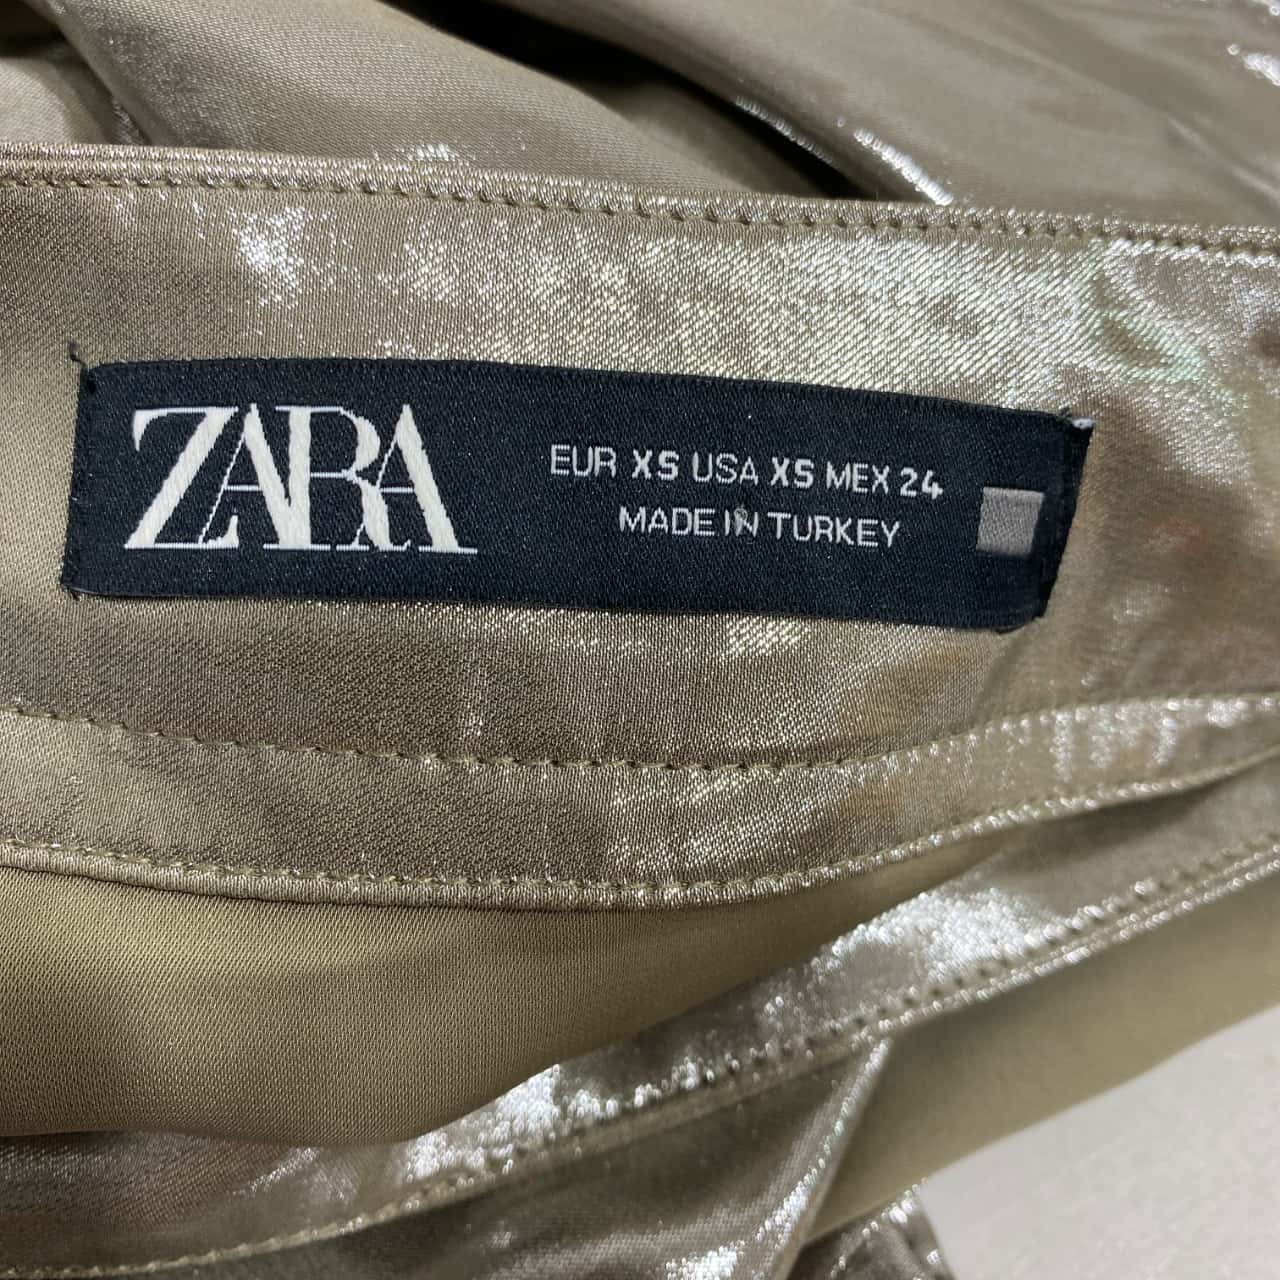 ZARA
EUR XS USA XS MEX 24
MADE IN TURKEY